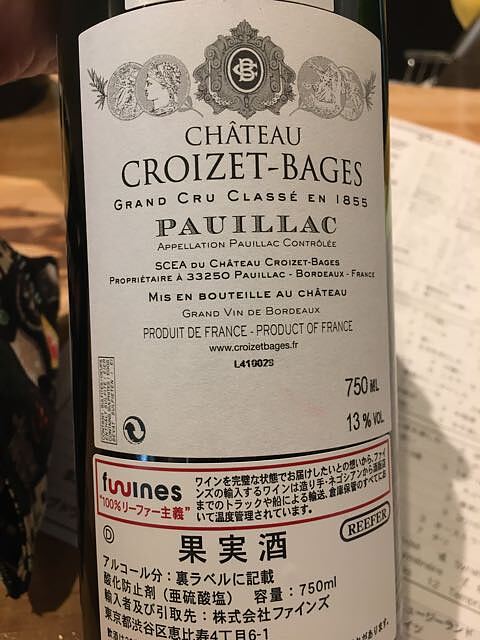 CHÂTEAU
CROIZET-BAGES
GRAND CRU CLASSÉ EN 1855
PAUILLAC
APPELLATION PAUILLAC CONTRÔLÉE
SCEA DU CHÂTEAU CROIZET-BAGES
PROPRIÉTAIRE À 33250 PAUILLAC - BORDEAUX - FRANCE
MIS EN BOUTEILLE AU CHÂTEAU
GRAND VIN DE BORDEAUX
PRODUIT DE FRANCE - PRODUCT OF FRANCE
www.croizetbages.fr
L410029
750 ML
13 % VOL.
fwines
"100%リーファー主義"
ワインを完璧な状態でお届けしたいとの想いから、ファイ
ンズの輸入するワインは造り手・ネゴシアンから酒販店
までのトラックや船による輸送、倉庫保管のすべてにお
いて温度管理されています。
REEFER
D
果実酒
アルコール分：裏ラベルに記載
酸化防止剤（亜硫酸塩） 容量：750ml
輸入者及び引取先：株式会社ファインズ
東京都渋谷区恵比寿4丁目6-1